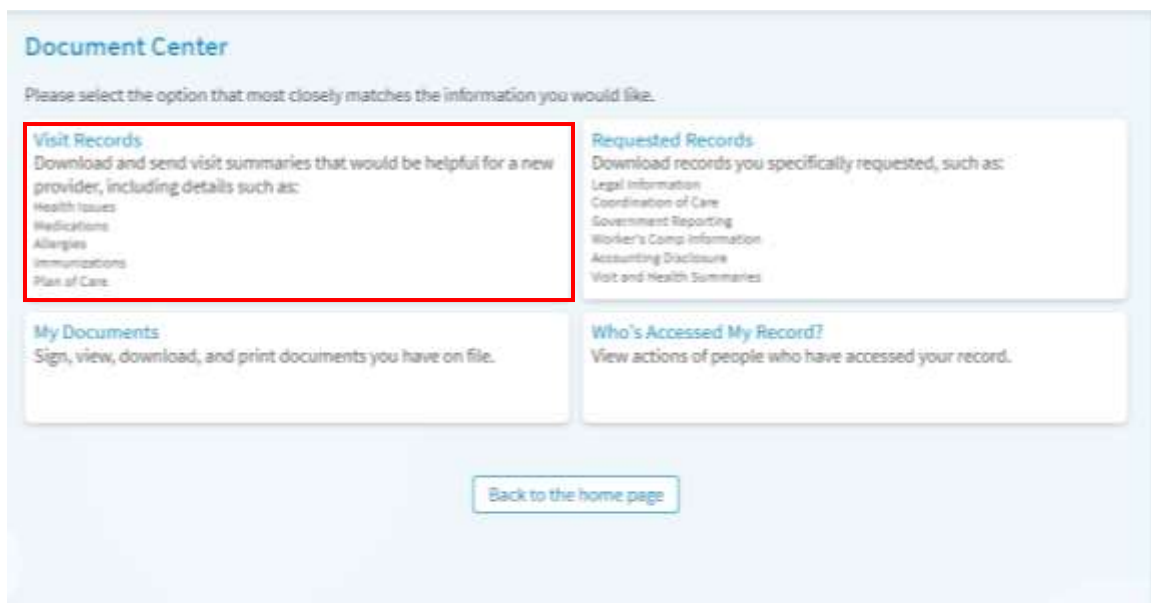 Document Center
Please select the option that most closely matches the information you would like.
Visit Records
Download and send visit summaries that would be helpful for a new
provider, including details such as:
Health Issues
Medications
Allergies
Immunizations
Plan of Care
Requested Records
Download records you specifically requested, such as:
Legal Information
Coordination of Care
Government Reporting
Worker's Comp Information
Accounting Disclosure
Visit and Health Summaries
My Documents
Sign, view, download, and print documents you have on file.
Who's Accessed My Record?
View actions of people who have accessed your record.
Back to the home page